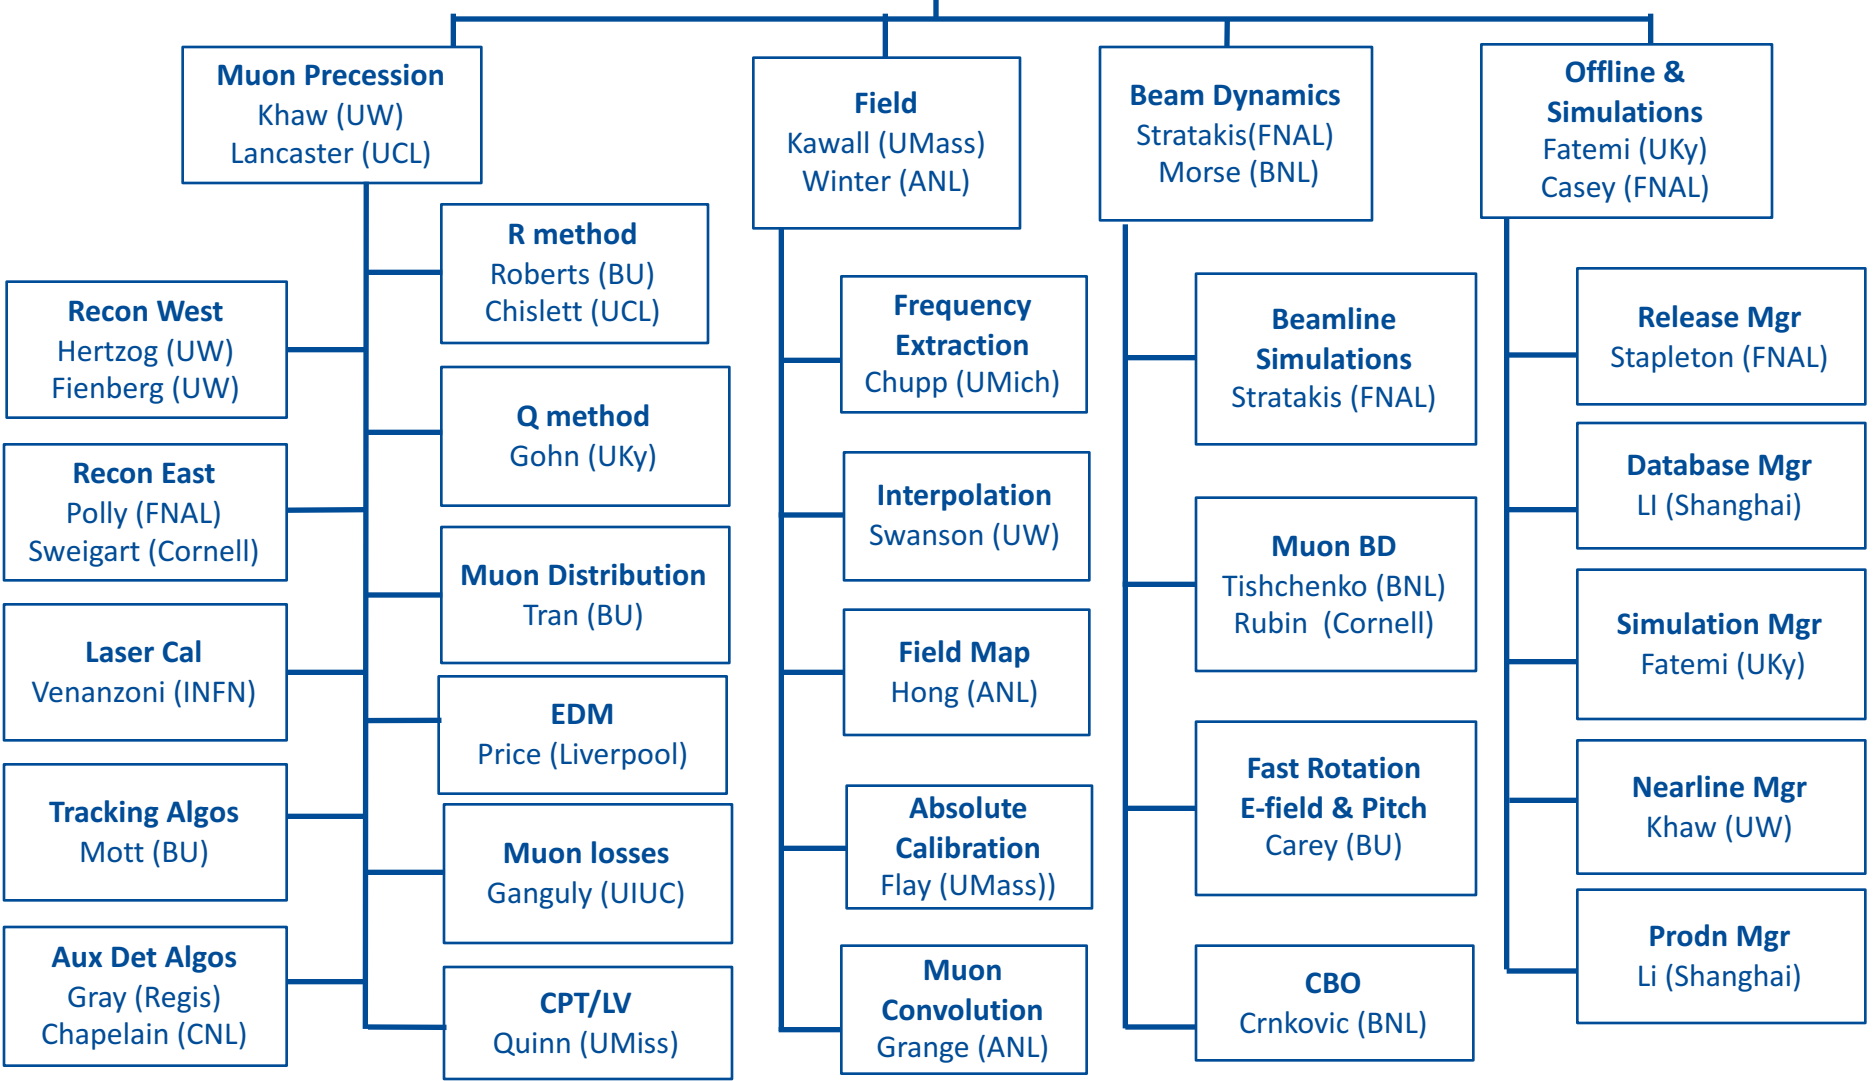 Muon Precession
Khaw (UW)
Lancaster (UCL)
Recon West
Hertzog (UW)
Fienberg (UW)
Recon East
Polly (FNAL)
Sweigart (Cornell)
Laser Cal
Venanzoni (INFN)
Tracking Algos
Mott (BU)
Aux Det Algos
Gray (Regis)
Chapelain (CNL)
R method
Roberts (BU)
Chislett (UCL)
Q method
Gohn (UKy)
Muon Distribution
Tran (BU)
EDM
Price (Liverpool)
Muon losses
Ganguly (UIUC)
CPT/LV
Quinn (UMiss)
Field
Kawall (UMass)
Winter (ANL)
Frequency
Extraction
Chupp (UMich)
Interpolation
Swanson (UW)
Field Map
Hong (ANL)
Absolute
Calibration
Flay (UMass))
Muon
Convolution
Grange (ANL)
Beam Dynamics
Stratakis(FNAL)
Morse (BNL)
Beamline
Simulations
Stratakis (FNAL)
Muon BD
Tishchenko (BNL)
Rubin  (Cornell)
Fast Rotation
E-field & Pitch
Carey (BU)
CBO
Crnkovic (BNL)
Offline &
Simulations
Fatemi (UKy)
Casey (FNAL)
Release Mgr
Stapleton (FNAL)
Database Mgr
LI (Shanghai)
Simulation Mgr
Fatemi (UKy)
Nearline Mgr
Khaw (UW)
Prodn Mgr
Li (Shanghai)